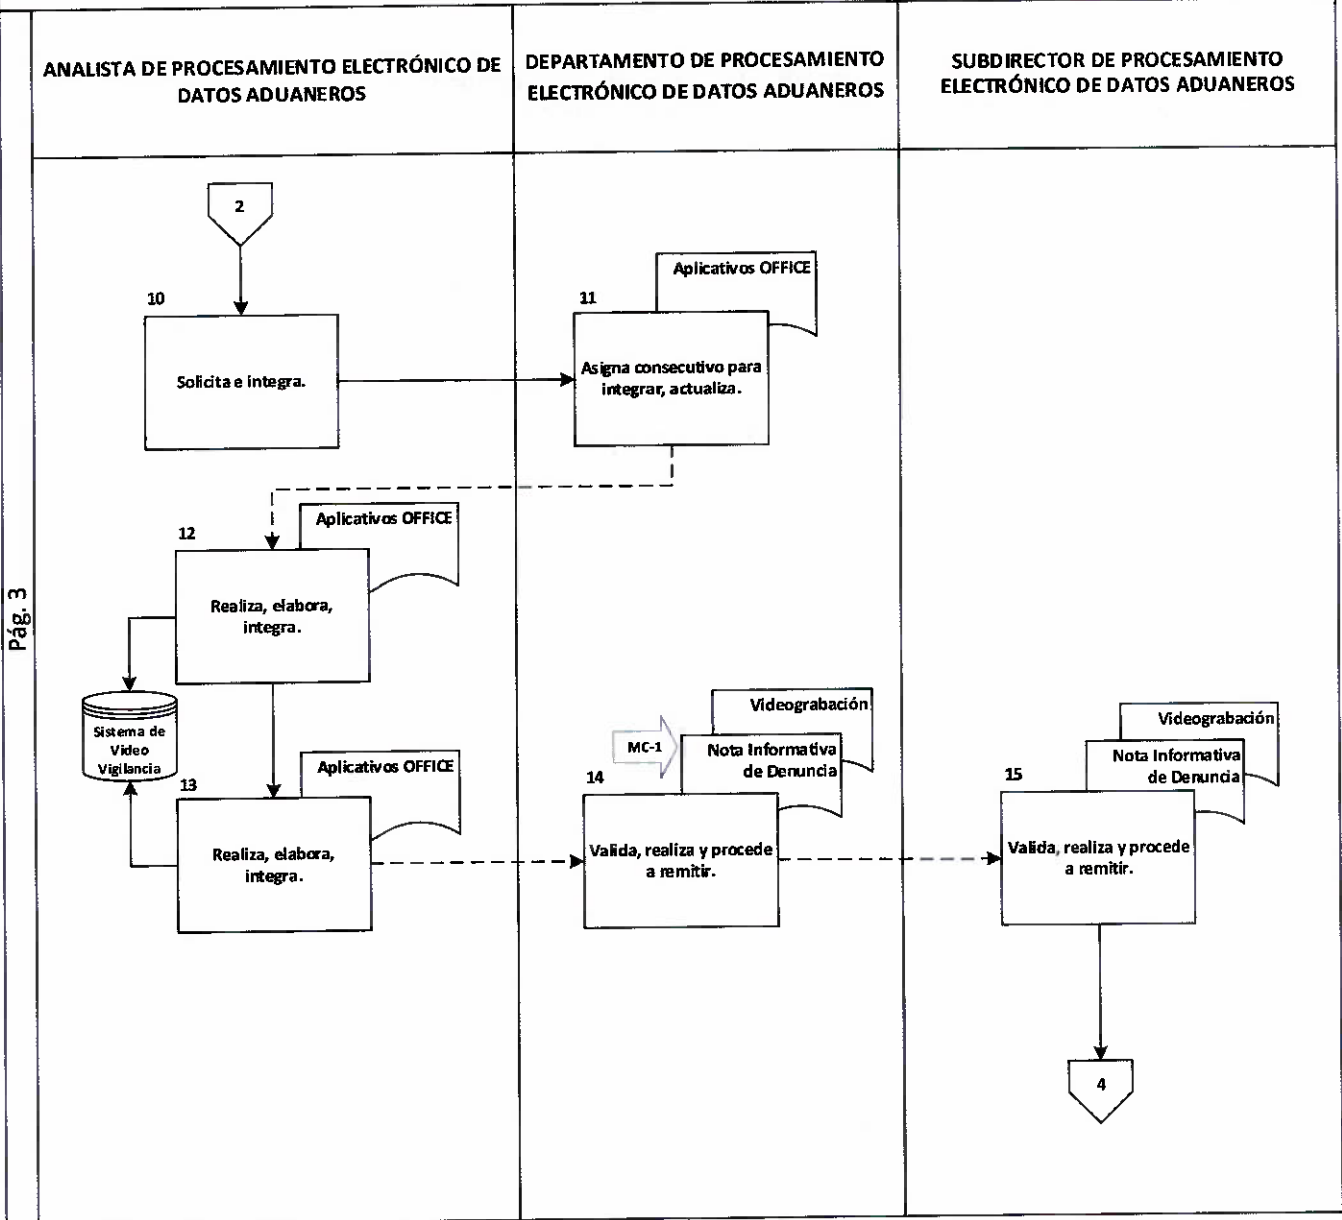 ANALISTA DE PROCESAMIENTO ELECTRÓNICO DE
DATOS ADUANEROS
DEPARTAMENTO DE PROCESAMIENTO
ELECTRÓNICO DE DATOS ADUANEROS
SUBDIRECTOR DE PROCESAMIENTO
ELECTRÓNICO DE DATOS ADUANEROS
Pág. 3
2
10
Solicita e integra.
Aplicativos OFFICE
11
Asigna consecutivo para
integrar, actualiza.
Aplicativos OFFICE
12
Realiza, elabora,
integra.
Sistema de
Video
Vigilancia
Aplicativos OFFICE
13
Realiza, elabora,
integra.
Videograbación
MC-1
Nota Informativa
de Denuncia
14
Valida, realiza y procede
a remitir.
Videograbación
Nota Informativa
de Denuncia
15
Valida, realiza y procede
a remitir.
4